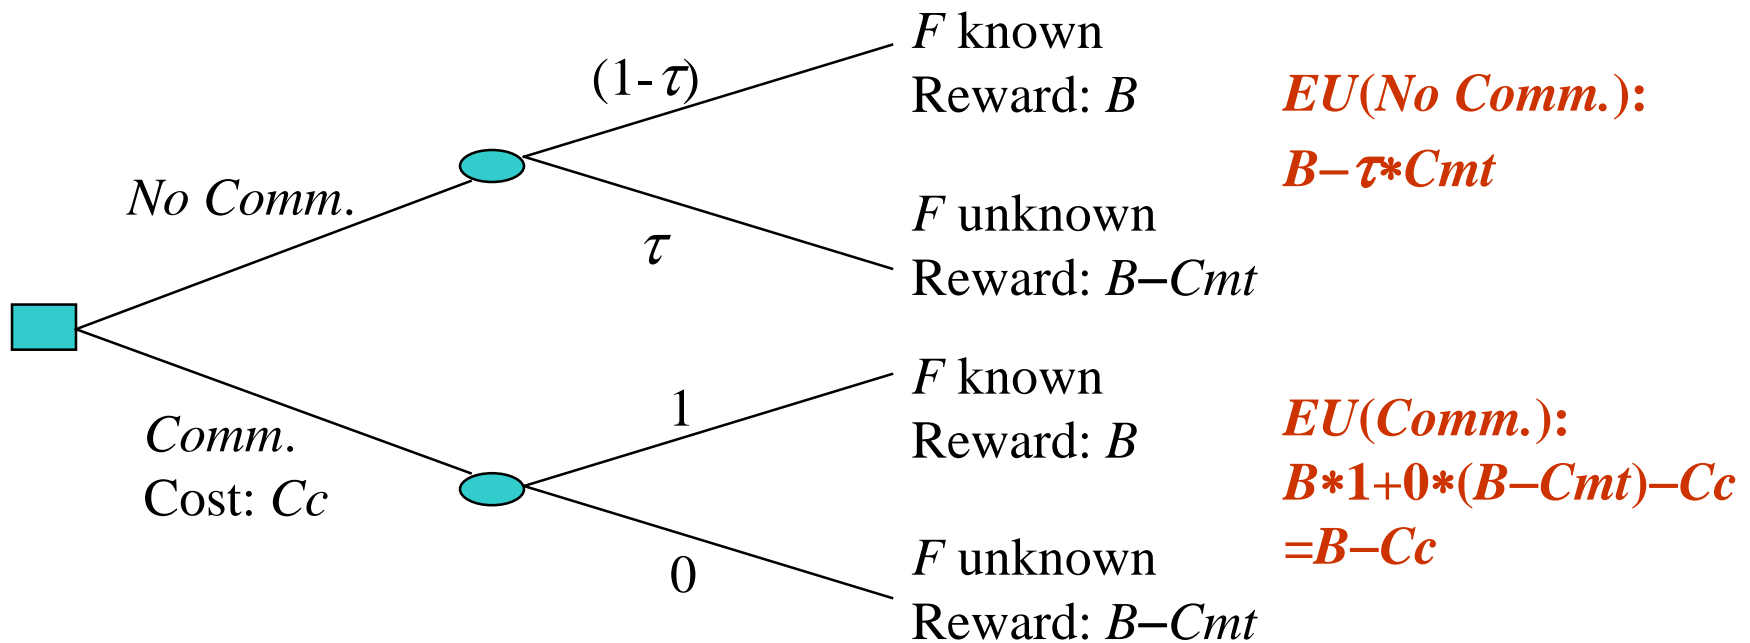 F known
(1-τ)
Reward: B
EU(No Comm.):
B−τ*Cmt
No Comm.
F unknown
τ
Reward: B−Cmt
F known
1
Reward: B
Comm.
Cost: Cc
EU(Comm.):
B*1+0*(B−Cmt)−Cc
=B−Cc
F unknown
0
Reward: B−Cmt